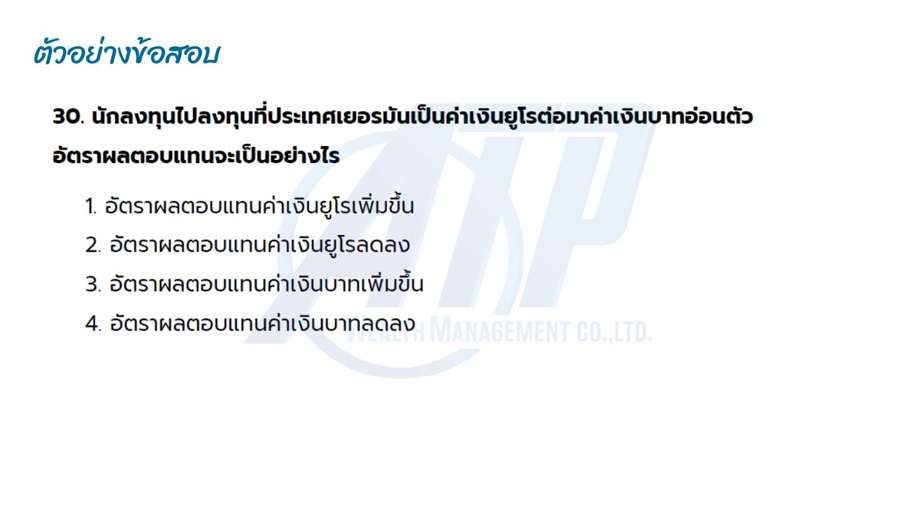 ตัวอย่างข้อสอบ
30. นักลงทุนไปลงทุนที่ประเทศเยอรมันเป็นค่าเงินยูโรต่อมาค่าเงินบาทอ่อนตัว
อัตราผลตอบแทนจะเป็นอย่างไร
1. อัตราผลตอบแทนค่าเงินยูโรเพิ่มขึ้น
2. อัตราผลตอบแทนค่าเงินยูโรลดลง
3. อัตราผลตอบแทนค่าเงินบาทเพิ่มขึ้น
4. อัตราผลตอบแทนค่าเงินบาทลดลง
ATP
WEALTH MANAGEMENT CO.,LTD.